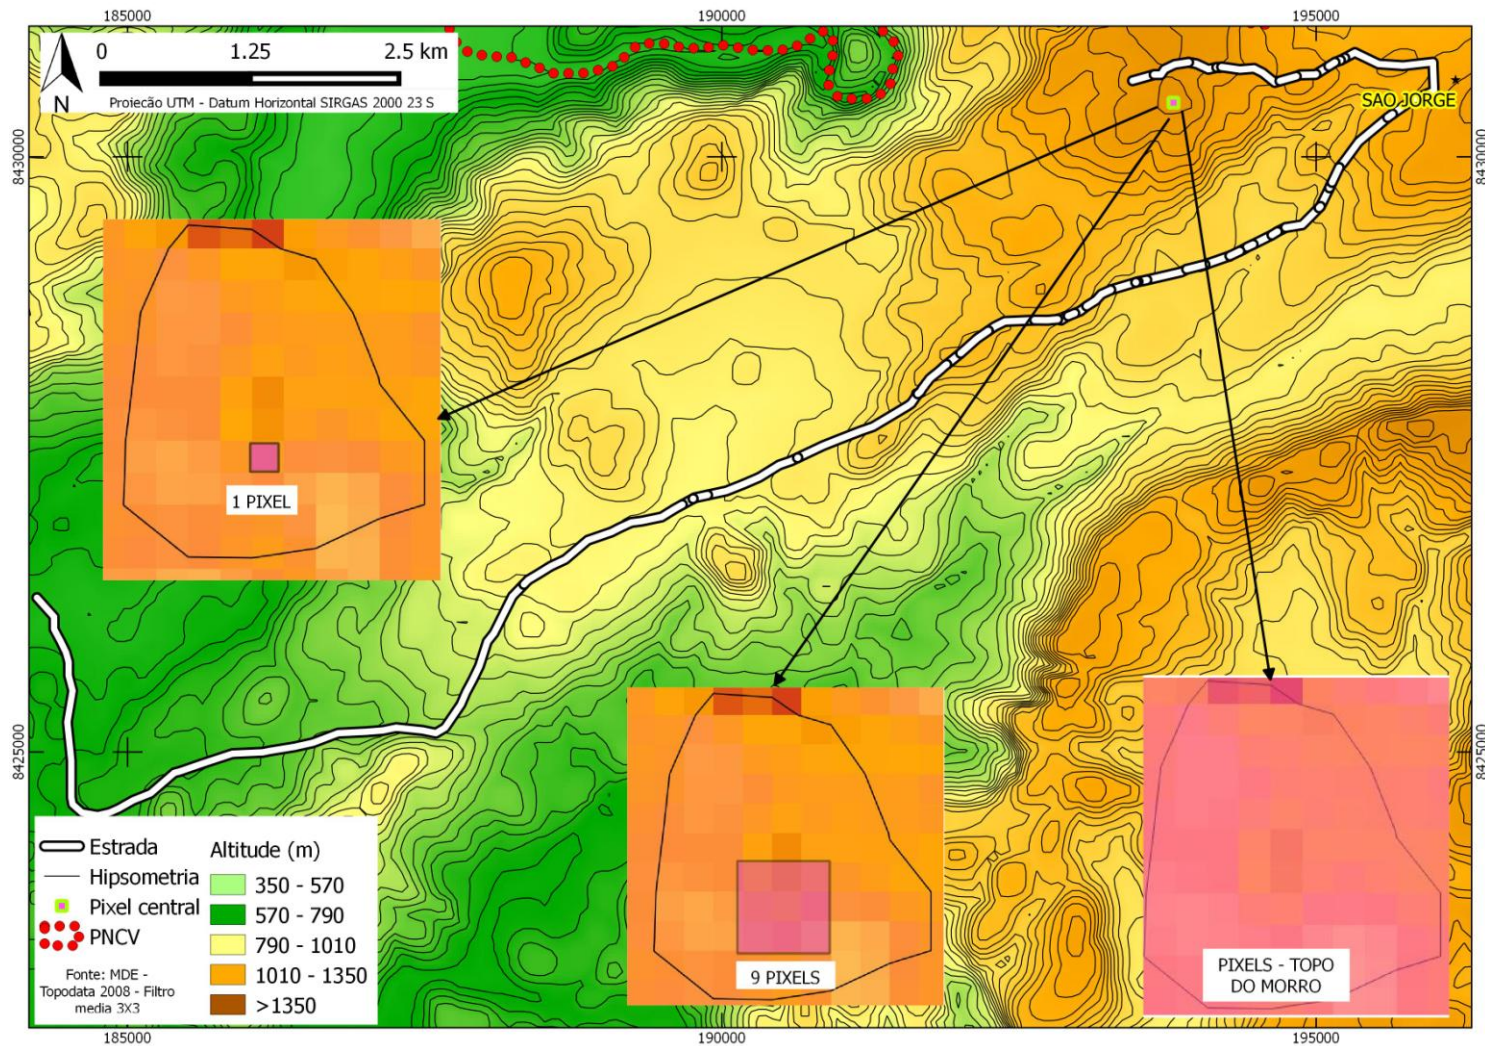 185000
190000
195000
0
1.25
2.5 km
N
Projecão UTM - Datum Horizontal SIRGAS 2000 23 S
SAO JORGE
8430000
8430000
1 PIXEL
8425000
8425000
Estrada
Hipsometria
Pixel central
PNCV
Fonte: MDE -
Topodata 2008 - Filtro
media 3X3
Altitude (m)
350 - 570
570 - 790
790 - 1010
1010 - 1350
>1350
9 PIXELS
PIXELS - TOPO
DO MORRO
185000
190000
195000